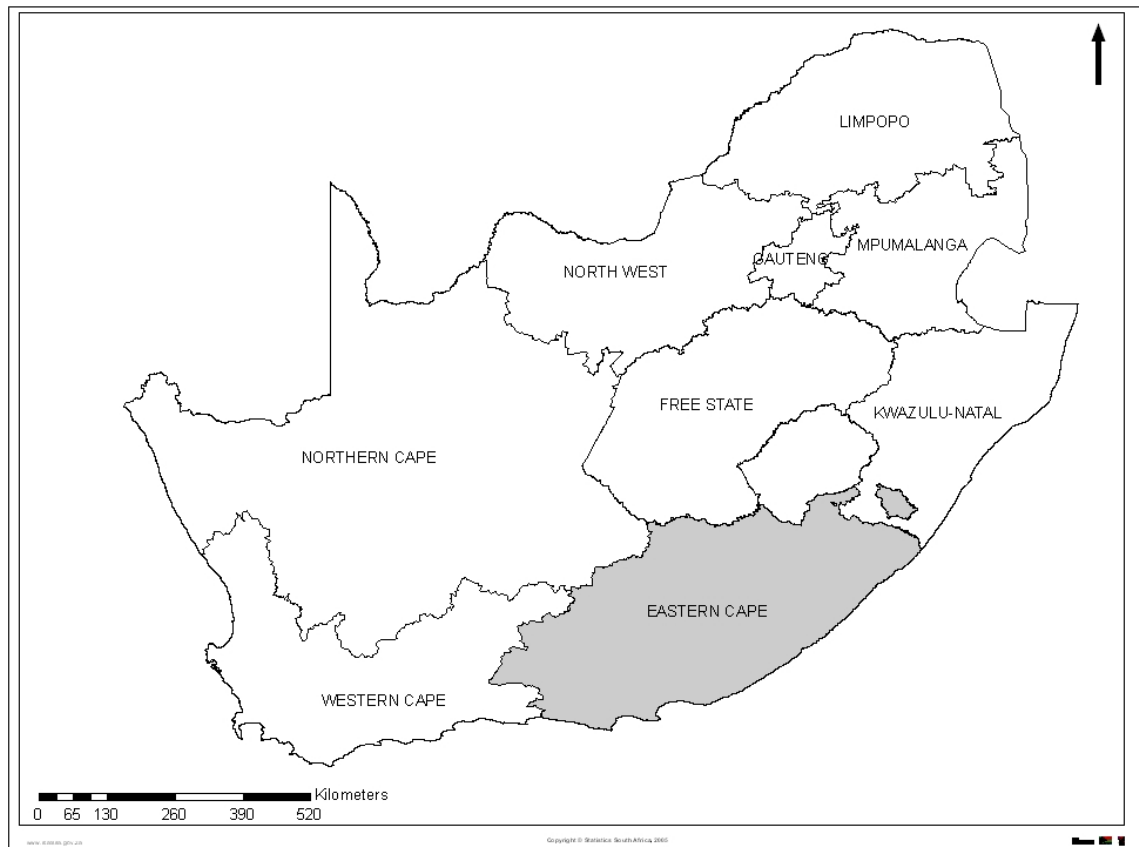 LIMPOPO
MPUMALANGA
GAUTENG
NORTH WEST
FREE STATE
KWAZULU-NATAL
NORTHERN CAPE
EASTERN CAPE
WESTERN CAPE
Kilometers
0 65 130 260 390 520
Copyright © Statistics South Africa, 2005